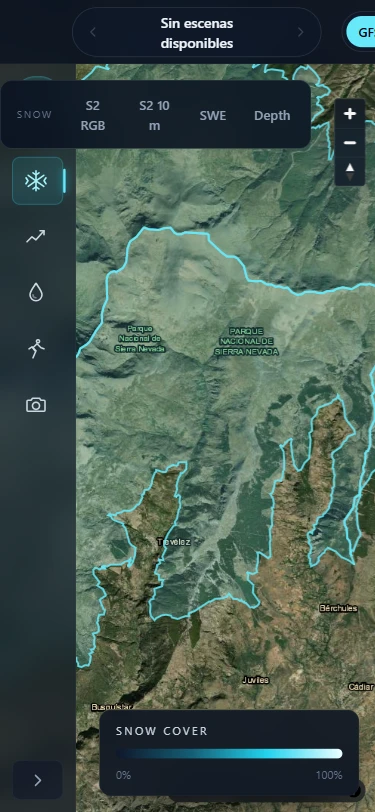 Sin escenas
disponibles
GF
SNOW
S2
RGB
S2 10
m
SWE
Depth
Parque
Nacional de
Sierra Nevada
PARQUE
NACIONAL DE
SIERRA NEVADA
Trevélez
Bérchules
Juviles
Cádiar
Busquístar
SNOW COVER
0%
100%